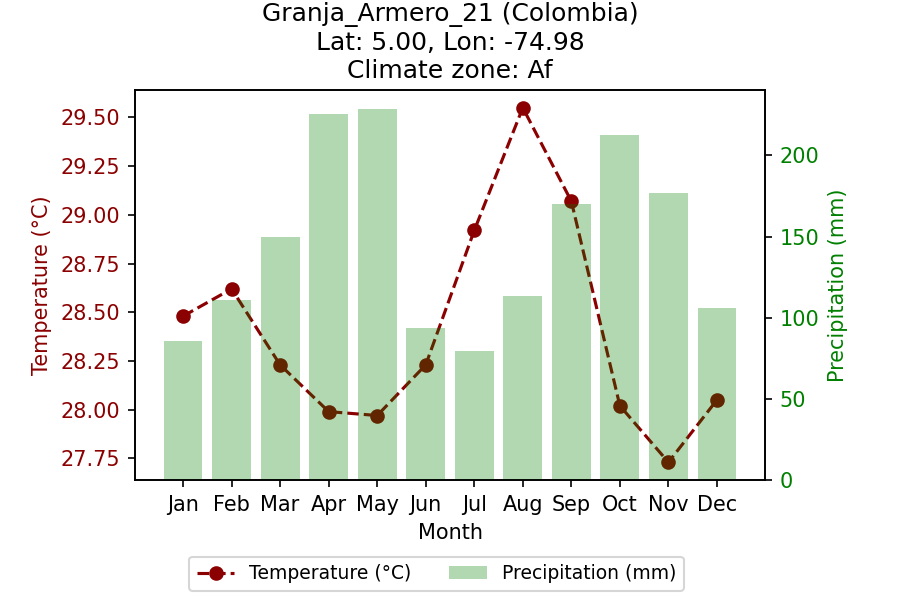 Granja_Armero_21 (Colombia)
Lat: 5.00, Lon: -74.98
Climate zone: Af
29.50
29.25
29.00
28.75
28.50
28.25
28.00
27.75
Temperature (°C)
200
150
100
50
0
Precipitation (mm)
Jan Feb Mar Apr May Jun Jul Aug Sep Oct Nov Dec
Month
Temperature (°C) Precipitation (mm)